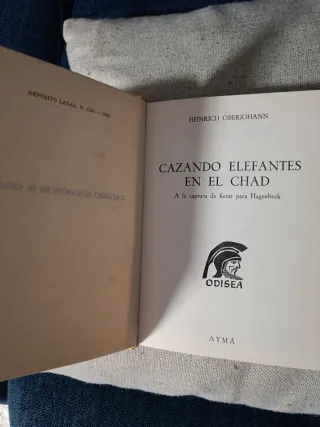 DEPÓSITO LEGAL. B.
HEINRICH OBERJOHANN
CAZANDO ELEFANTES
EN EL CHAD
A la captura de fieras para Hagenbeck
ODISEA
AYMÁ